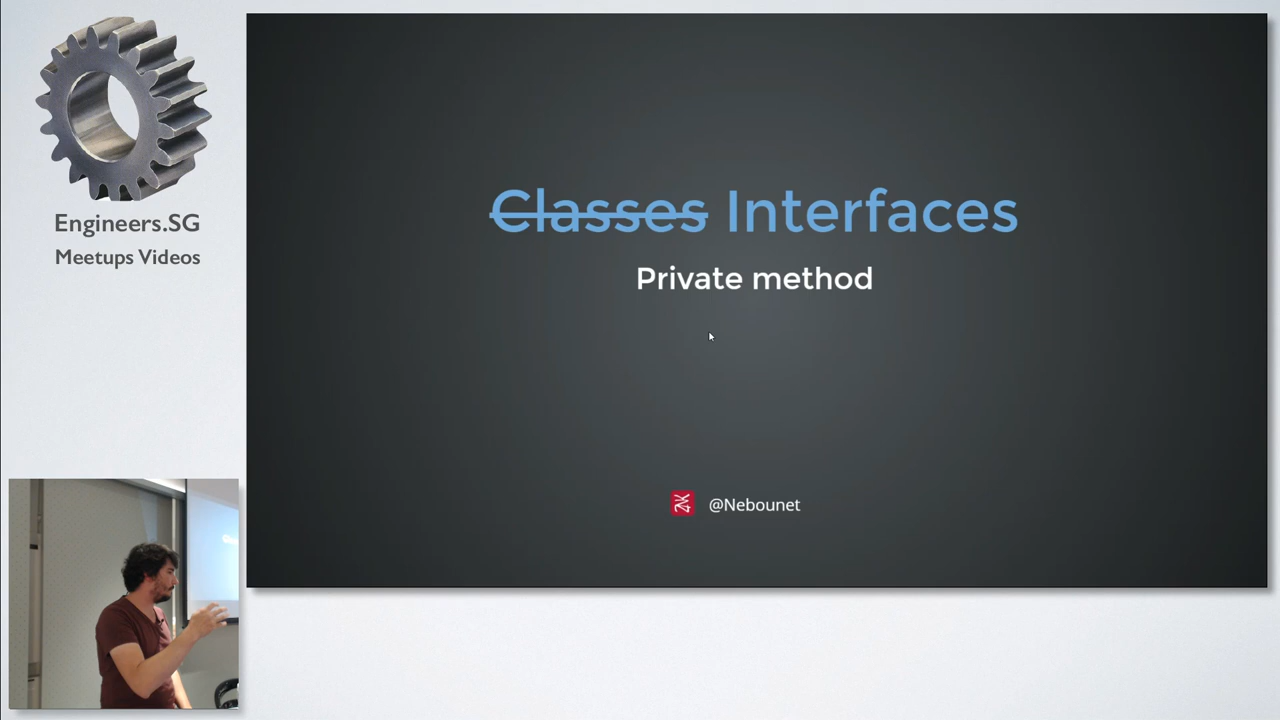 Engineers.SG
Meetups Videos
Classes Interfaces
Private method
@Nebounet